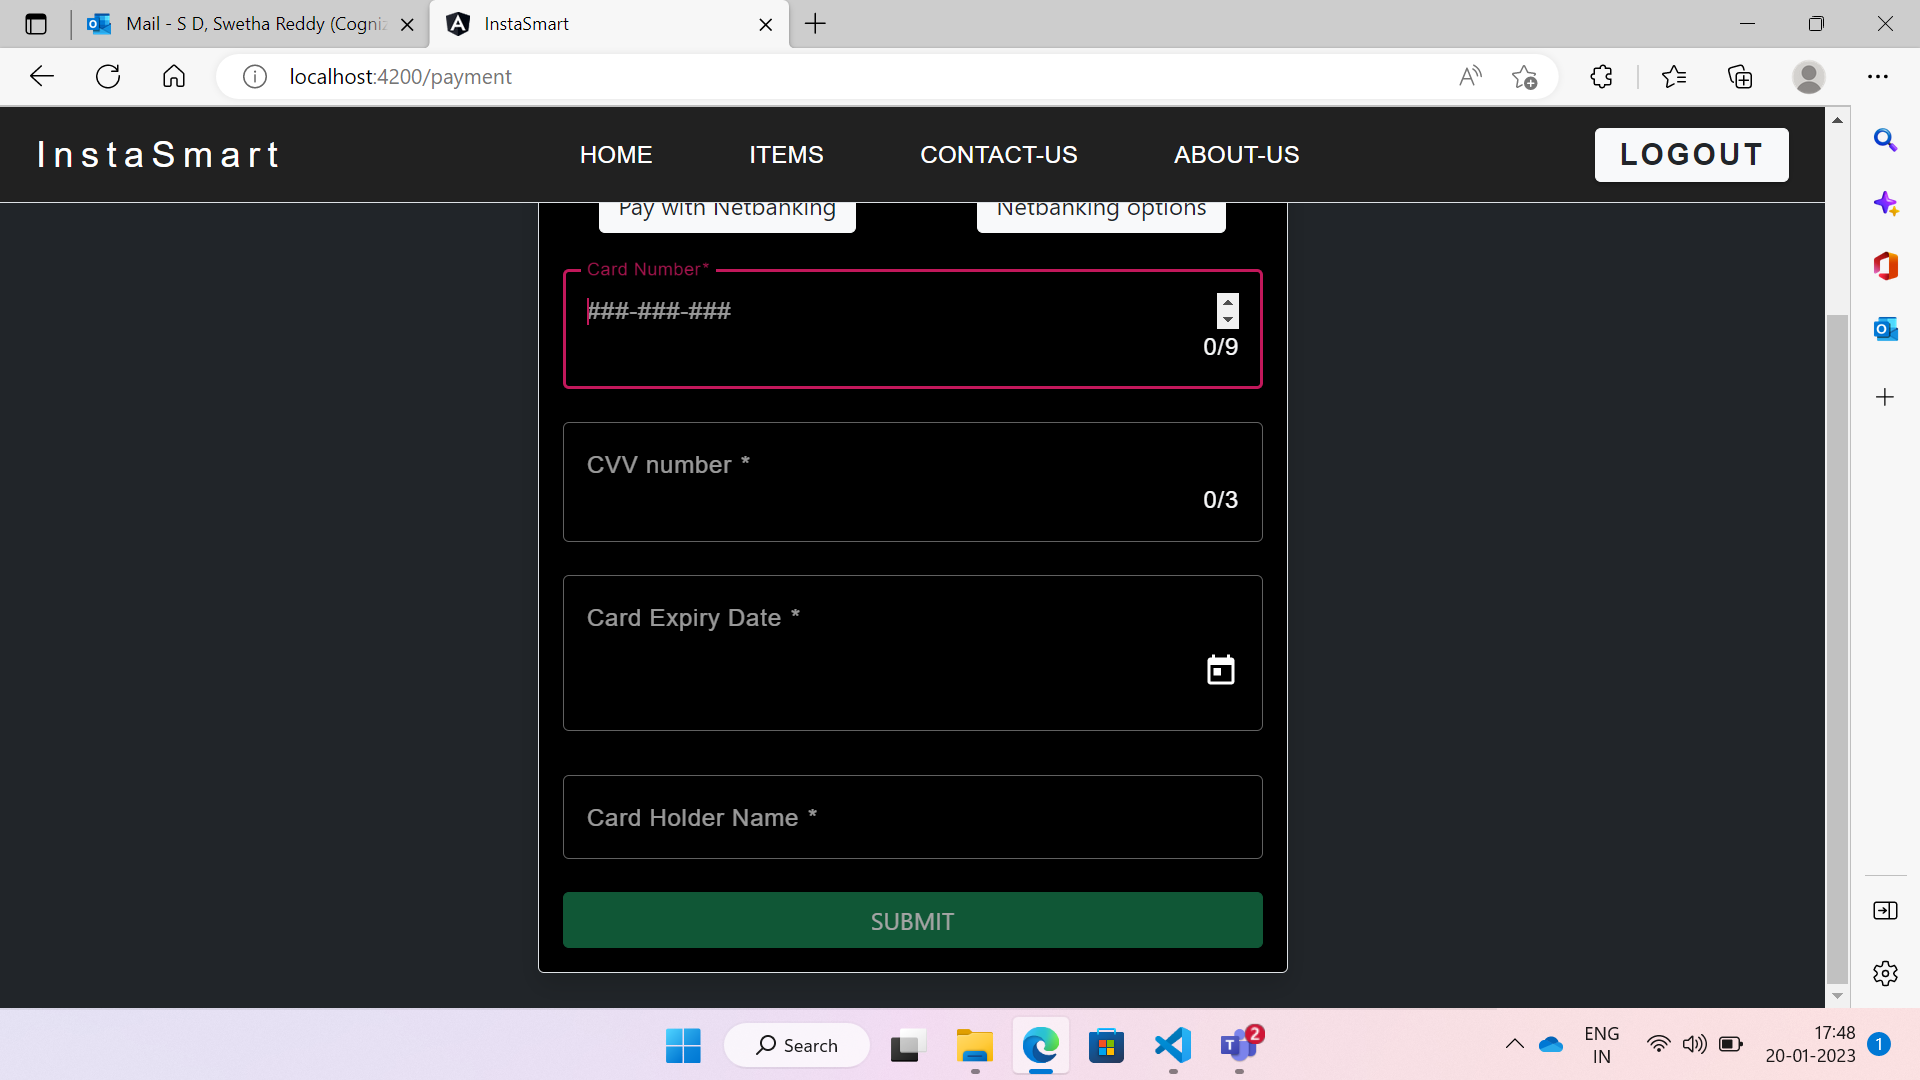 Mail - S D, Swetha Reddy (Cogniz
InstaSmart
localhost:4200/payment
InstaSmart
HOME
ITEMS
CONTACT-US
ABOUT-US
LOGOUT
Pay with Netbanking
Netbanking options
Card Number*
###-###-###
0/9
CVV number *
0/3
Card Expiry Date *
Card Holder Name *
SUBMIT
Search
2
ENG
IN
17:48
20-01-2023
1